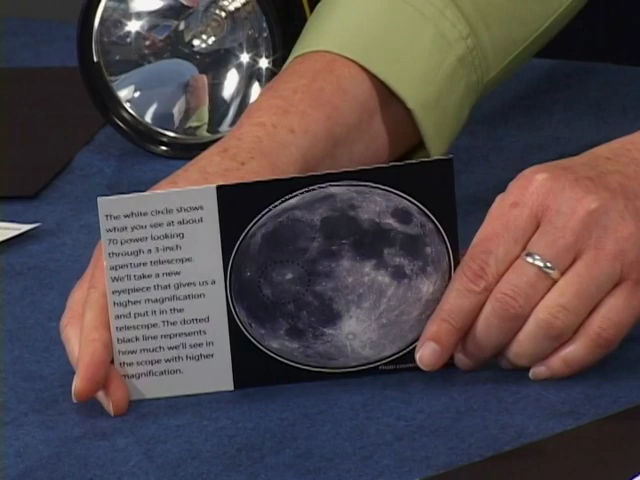 The white circle shows
what you see at about
70 power looking
through a 3-inch
aperture telescope.
We'll take a new
eyepiece that gives us a
higher magnification
and put it in the
telescope. The dotted
black line represents
how much we'll see in
the scope with higher
magnification.